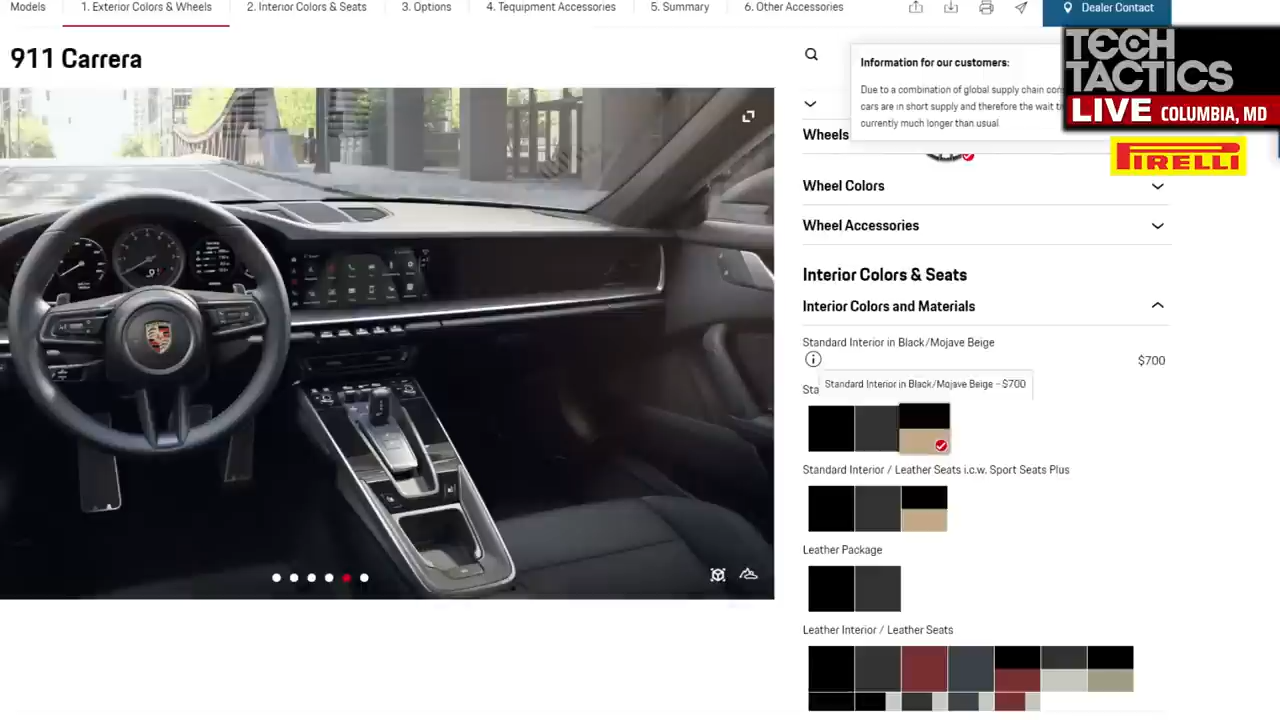 Models
1. Exterior Colors & Wheels
2. Interior Colors & Seats
3. Options
4. Tequipment Accessories
5. Summary
6. Other Accessories
Dealer Contact
911 Carrera
Information for our customers:
Due to a combination of global supply chain
cars are in short supply and therefore the wait
currently much longer than usual
TECH
TACTICS
LIVE COLUMBIA, MD
PIRELLI
Wheels
Wheel Colors
Wheel Accessories
Interior Colors & Seats
Interior Colors and Materials
Standard Interior in Black/Mojave Beige
$700
Standard Interior in Black/Mojave Beige - $700
Standard Interior / Leather Seats i.c.w. Sport Seats Plus
Leather Package
Leather Interior / Leather Seats